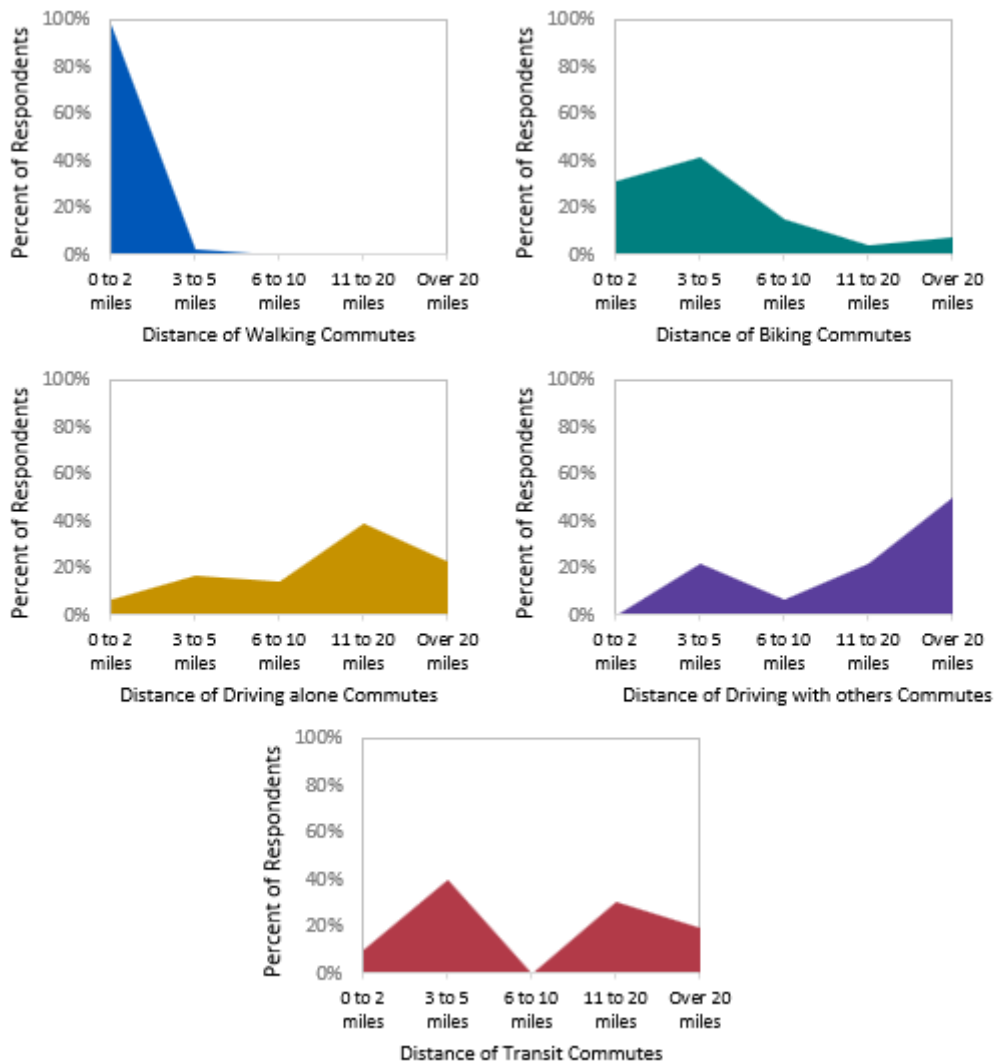 100%
80%
60%
40%
20%
0%
Percent of Respondents
0 to 2 miles
3 to 5 miles
6 to 10 miles
11 to 20 miles
Over 20 miles
Distance of Walking Commutes
100%
80%
60%
40%
20%
0%
Percent of Respondents
0 to 2 miles
3 to 5 miles
6 to 10 miles
11 to 20 miles
Over 20 miles
Distance of Biking Commutes
100%
80%
60%
40%
20%
0%
Percent of Respondents
0 to 2 miles
3 to 5 miles
6 to 10 miles
11 to 20 miles
Over 20 miles
Distance of Driving alone Commutes
100%
80%
60%
40%
20%
0%
Percent of Respondents
0 to 2 miles
3 to 5 miles
6 to 10 miles
11 to 20 miles
Over 20 miles
Distance of Driving with others Commutes
100%
80%
60%
40%
20%
0%
Percent of Respondents
0 to 2 miles
3 to 5 miles
6 to 10 miles
11 to 20 miles
Over 20 miles
Distance of Transit Commutes